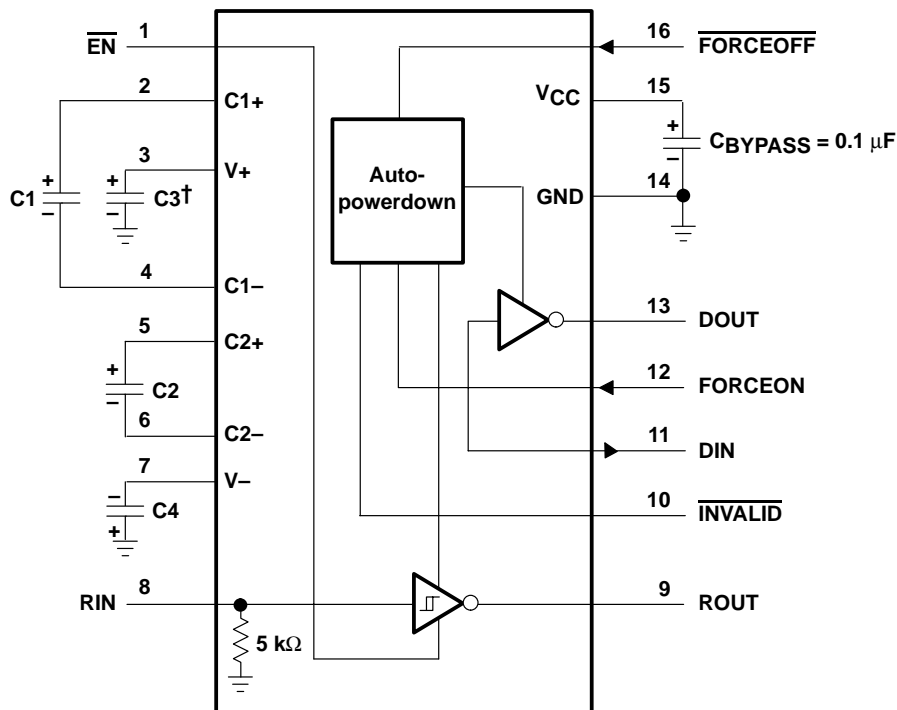 EN
1
16
FORCEOFF
2
C1+
VCC
15
+
CBYPASS = 0.1 μF
–
3
V+
Auto-
powerdown
+
C1
–
+
C3†
–
14
GND
4
C1–
5
C2+
13
DOUT
+
C2
–
12
FORCEON
6
C2–
11
DIN
7
V–
–
C4
+
10
INVALID
8
RIN
9
ROUT
5 kΩ